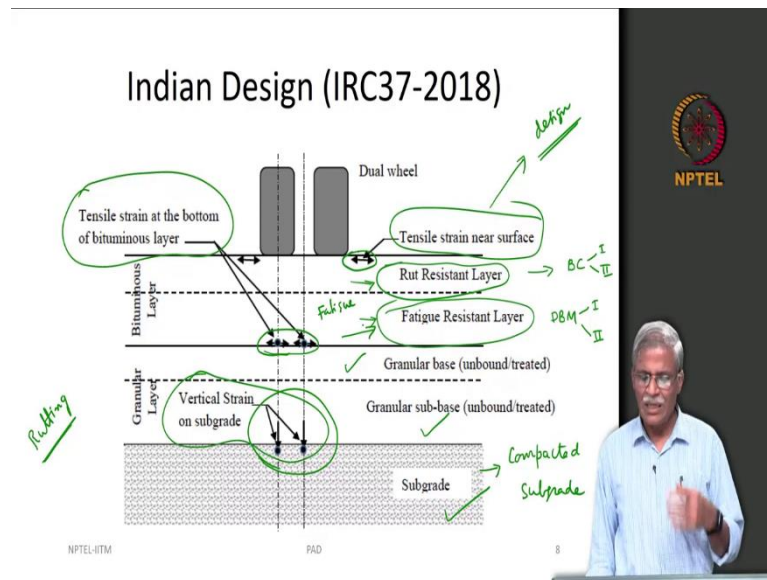 Indian Design (IRC37-2018)
design
NPTEL
Dual wheel
Tensile strain at the bottom
of bituminous layer
Tensile strain near surface
Rut Resistant Layer
BC I
II
Bituminous
Layer
Fatigue
Fatigue Resistant Layer
DBM I
II
Granular base (unbound/treated)
Granular
Layer
Vertical Strain
on subgrade
Granular sub-base (unbound/treated)
Rutting
Subgrade
Compacted
Subgrade
NPTEL-IITM
PAD
8